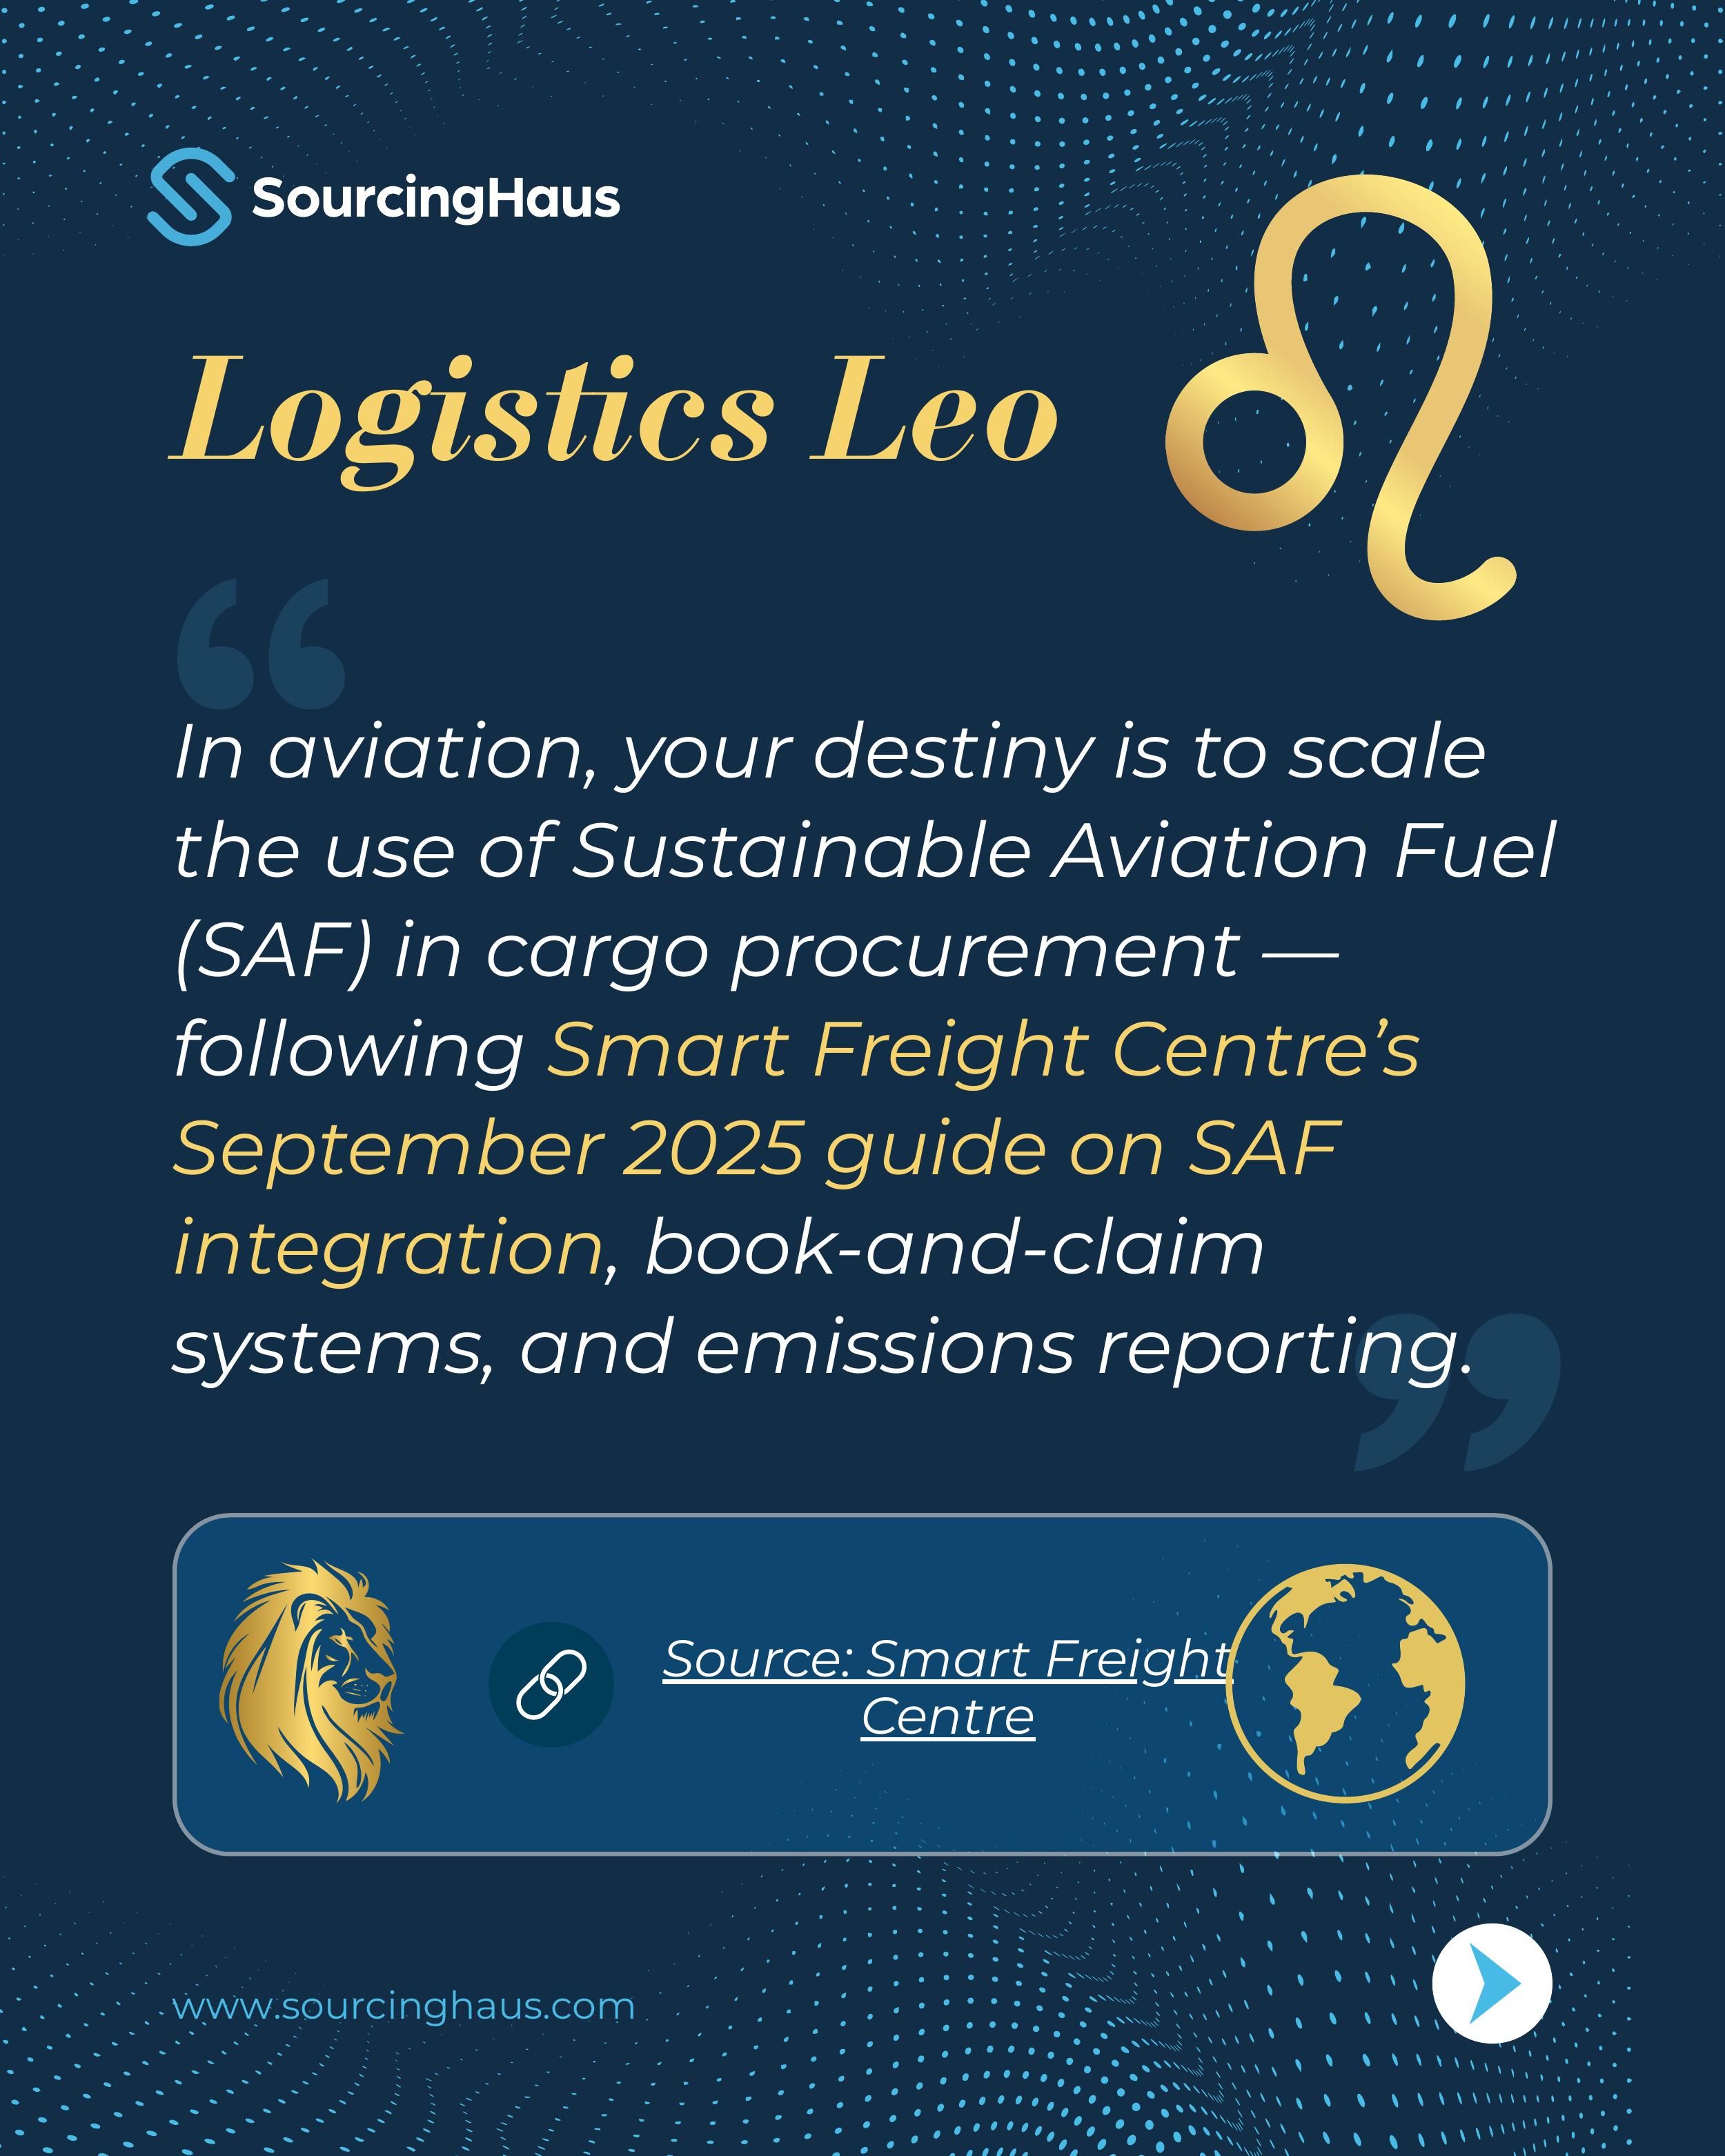 SourcingHaus
Logistics Leo
“
In aviation, your destiny is to scale
the use of Sustainable Aviation Fuel
(SAF) in cargo procurement —
following Smart Freight Centre’s
September 2025 guide on SAF
integration, book-and-claim
systems, and emissions reporting.
”
Source: Smart Freight
Centre
www.sourcinghaus.com